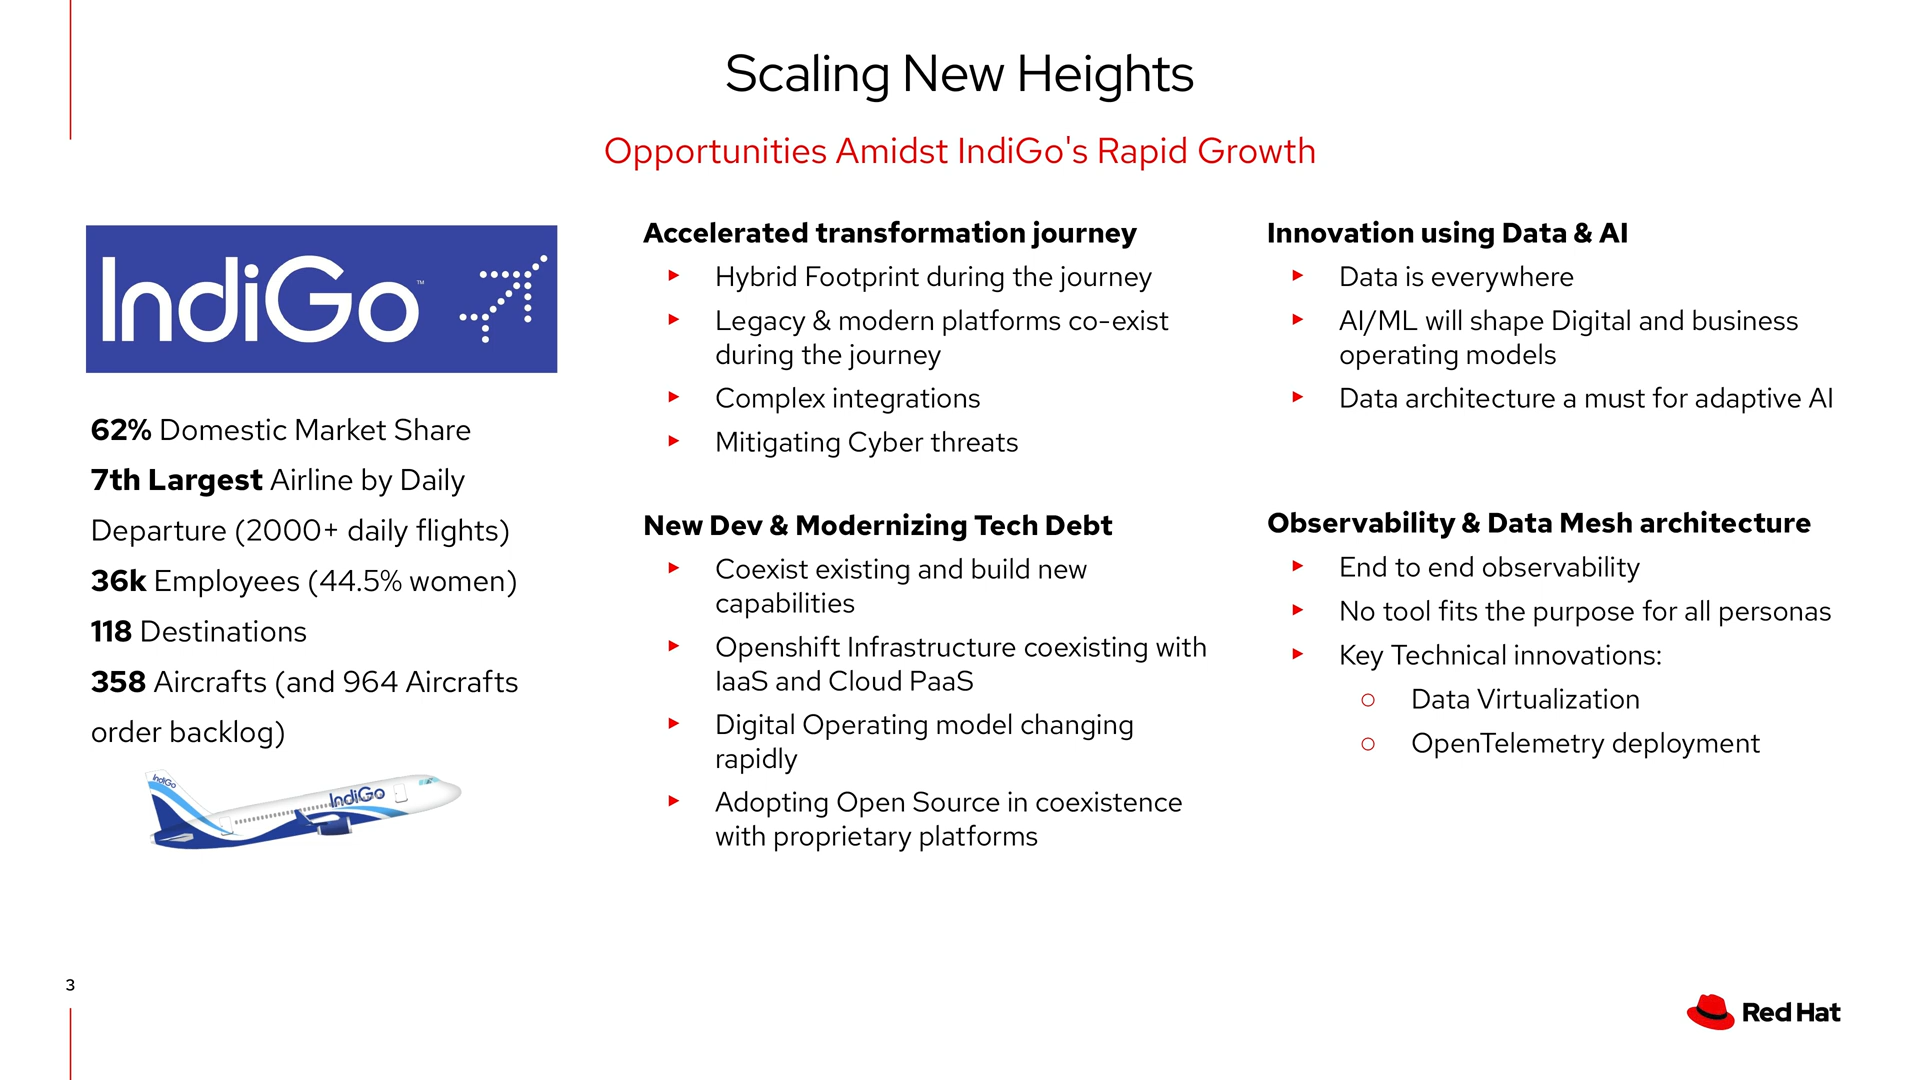 Scaling New Heights
Opportunities Amidst IndiGo's Rapid Growth
IndiGo™
62% Domestic Market Share
7th Largest Airline by Daily
Departure (2000+ daily flights)
36k Employees (44.5% women)
118 Destinations
358 Aircrafts (and 964 Aircrafts
order backlog)
IndiGo
IndiGo
Accelerated transformation journey
Hybrid Footprint during the journey
Legacy & modern platforms co-exist
during the journey
Complex integrations
Mitigating Cyber threats
New Dev & Modernizing Tech Debt
Coexist existing and build new
capabilities
Openshift Infrastructure coexisting with
IaaS and Cloud PaaS
Digital Operating model changing
rapidly
Adopting Open Source in coexistence
with proprietary platforms
Innovation using Data & AI
Data is everywhere
AI/ML will shape Digital and business
operating models
Data architecture a must for adaptive AI
Observability & Data Mesh architecture
End to end observability
No tool fits the purpose for all personas
Key Technical innovations:
Data Virtualization
OpenTelemetry deployment
3
Red Hat